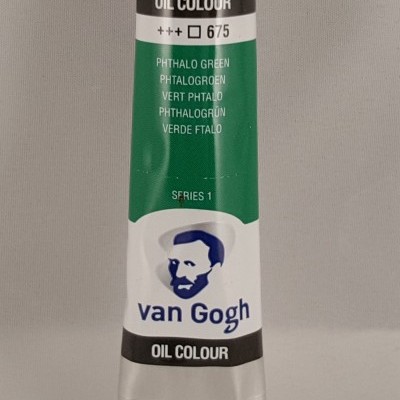 OIL COLOUR
+++ □ 675
PHTHALO GREEN
PHTALOGROEN
VERT PHTALO
PHTHALOGRÜN
VERDE FTALO
SERIES 1
van Gogh
OIL COLOUR